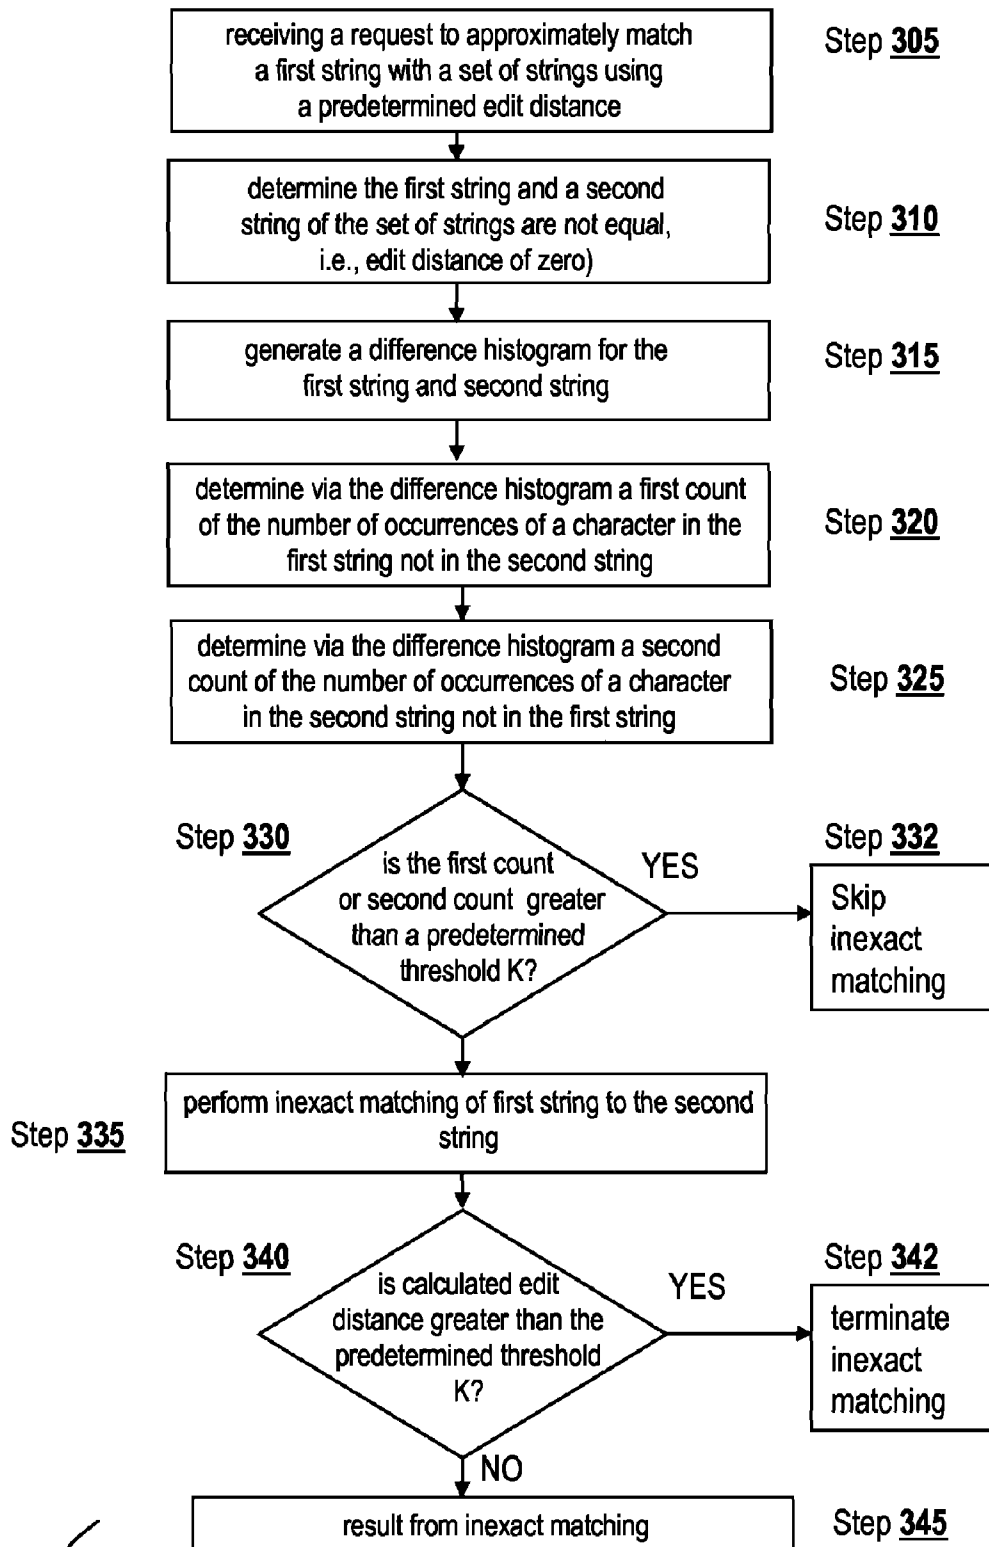 receiving a request to approximately match
a first string with a set of strings using
a predetermined edit distance
Step 305
determine the first string and a second
string of the set of strings are not equal,
i.e., edit distance of zero)
Step 310
generate a difference histogram for the
first string and second string
Step 315
determine via the difference histogram a first count
of the number of occurrences of a character in the
first string not in the second string
Step 320
determine via the difference histogram a second
count of the number of occurrences of a character
in the second string not in the first string
Step 325
Step 330
is the first count
or second count greater
than a predetermined
threshold K?
YES
Step 332
Skip
inexact
matching
perform inexact matching of first string to the second
string
Step 335
Step 340
is calculated edit
distance greater than the
predetermined threshold
K?
YES
Step 342
terminate
inexact
matching
NO
result from inexact matching
Step 345